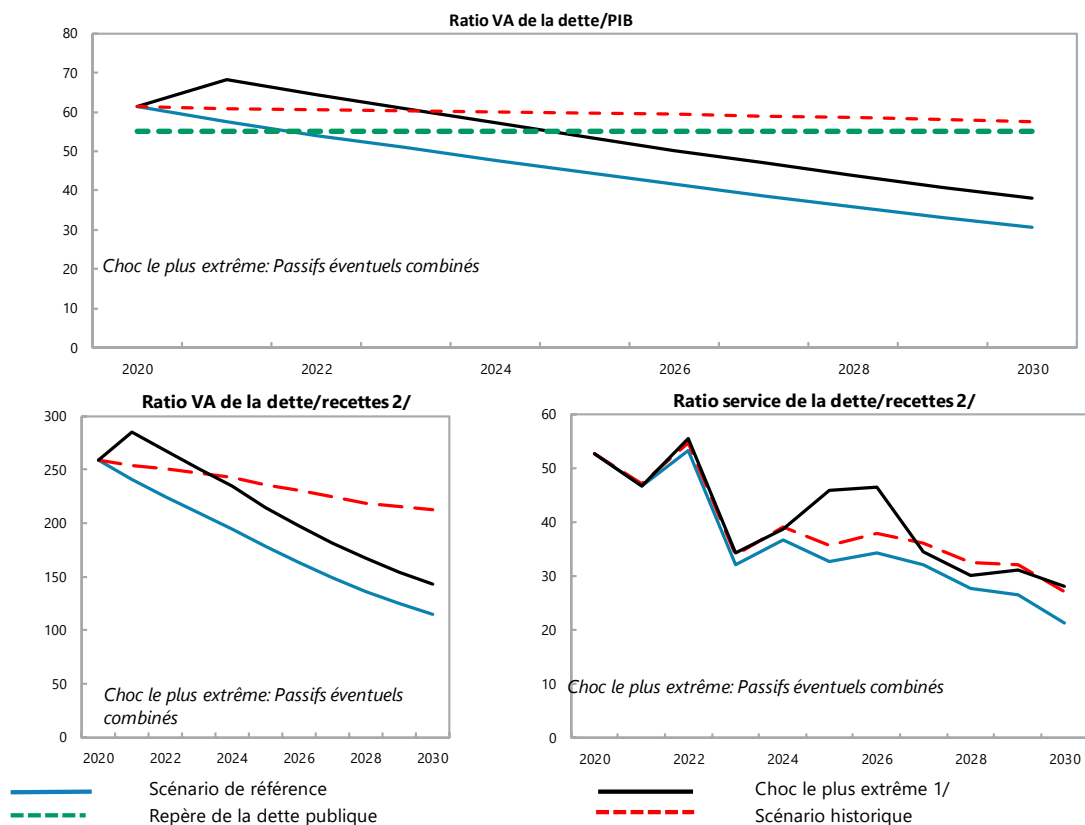 Ratio VA de la dette/PIB
80
70
60
50
40
30
20
10
0
Choc le plus extrême: Passifs éventuels combinés
2020 2022 2024 2026 2028 2030
Ratio VA de la dette/recettes 2/
300
250
200
150
100
50
0
Choc le plus extrême: Passifs éventuels
combinés
2020 2022 2024 2026 2028 2030
Ratio service de la dette/recettes 2/
60
50
40
30
20
10
0
Choc le plus extrême: Passifs éventuels combinés
2020 2022 2024 2026 2028 2030
Scénario de référence
Choc le plus extrême 1/
Repère de la dette publique
Scénario historique